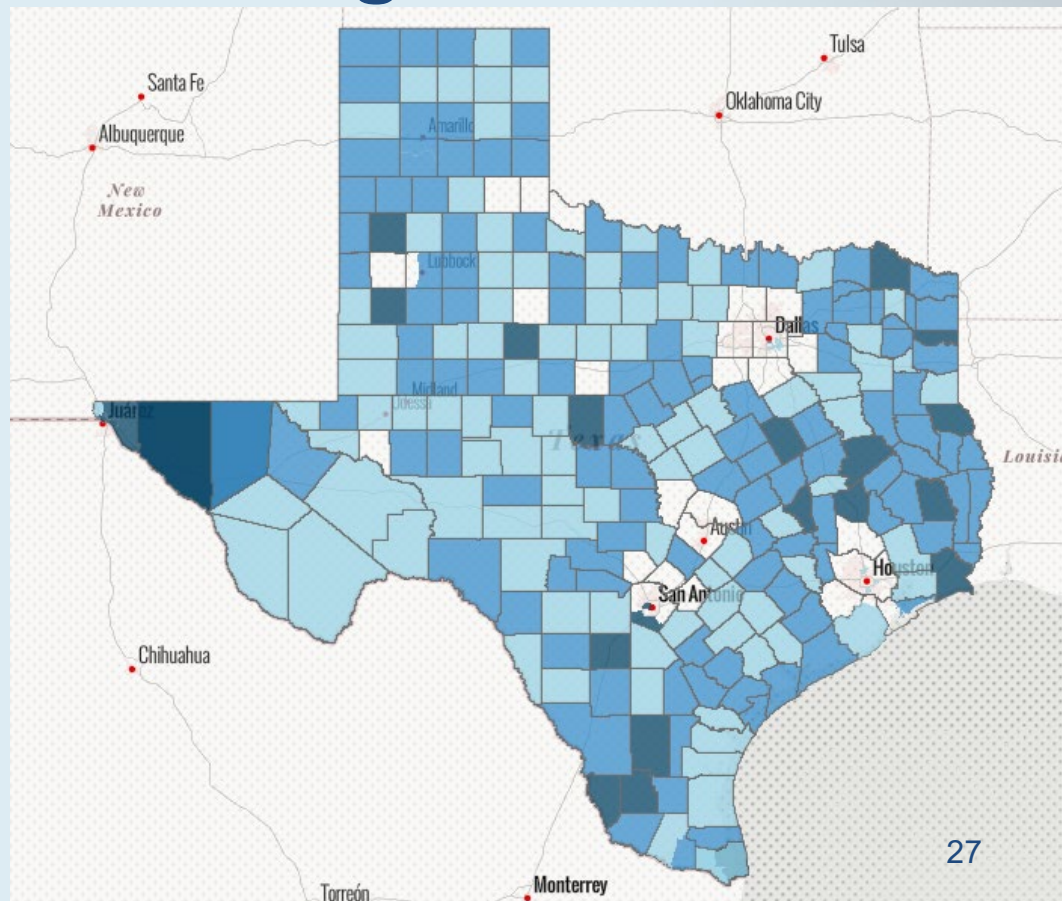 Tulsa
Santa Fe
Oklahoma City
Amarillo
Albuquerque
New
Mexico
Lubbock
Dallas
Midland
Odessa
Juárez
Texas
Austin
Houston
San Antonio
Chihuahua
27
Monterrey
Torreón